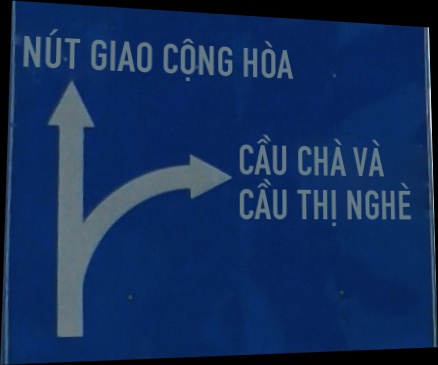 NÚT GIAO CỘNG HÒA
CẦU CHÀ VÀ
CẦU THỊ NGHÈ